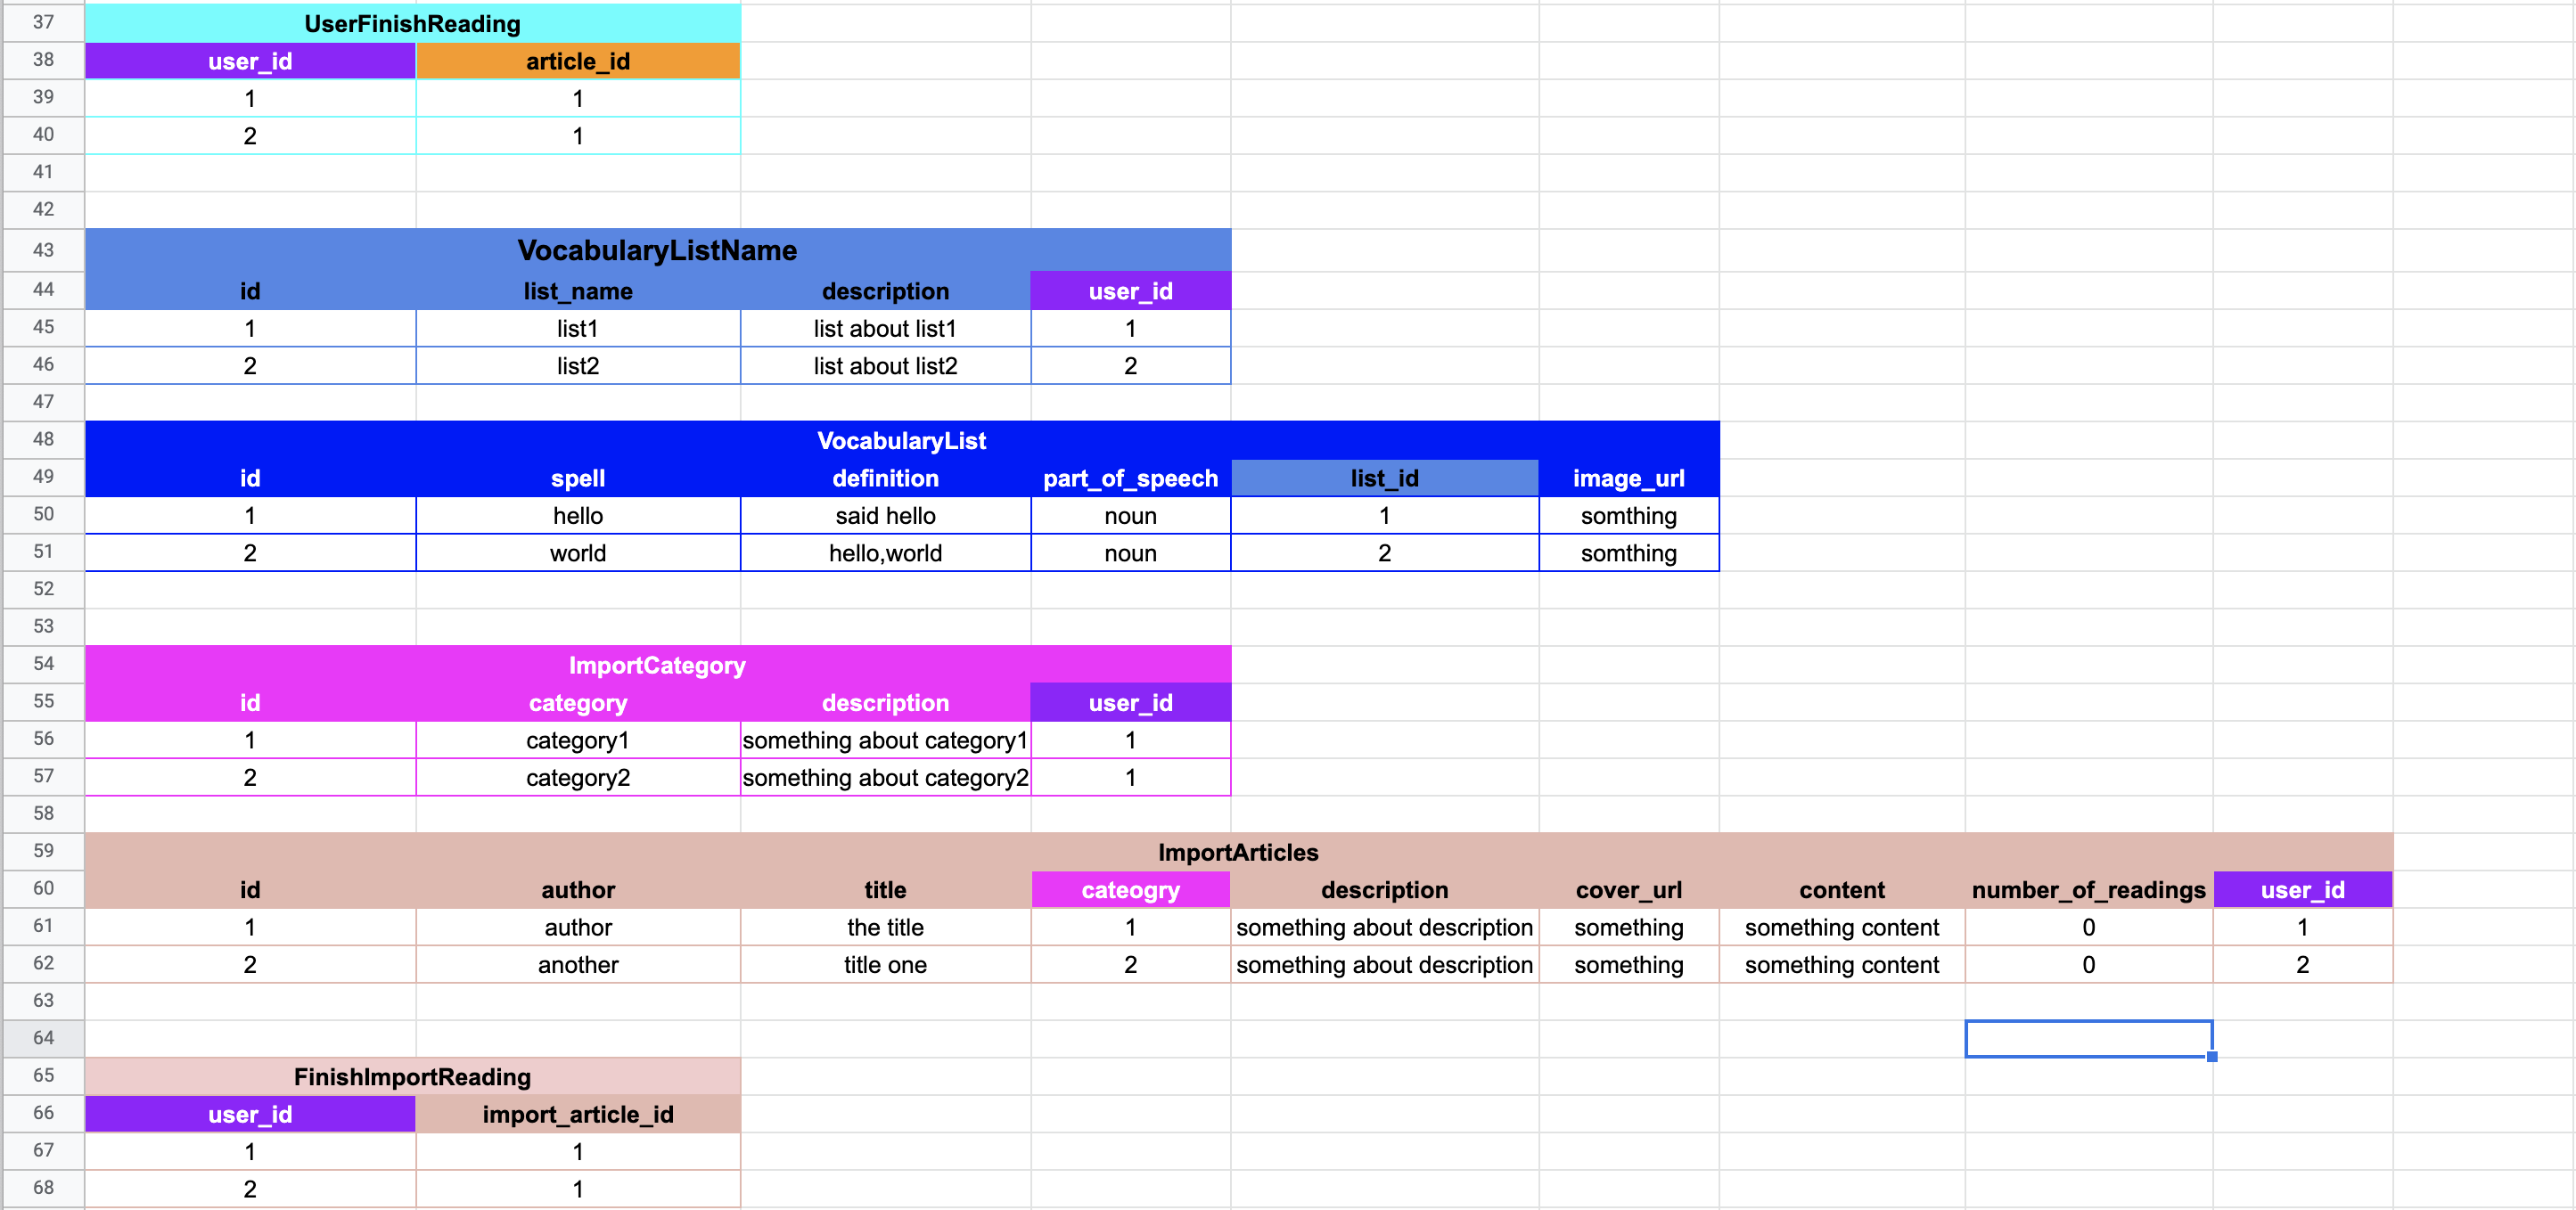 37 UserFinishReading
38 user_id article_id
39 1 1
40 2 1
41
42
43 VocabularyListName
44 id list_name description user_id
45 1 list1 list about list1 1
46 2 list2 list about list2 2
47
48 VocabularyList
49 id spell definition part_of_speech list_id image_url
50 1 hello said hello noun 1 somthing
51 2 world hello,world noun 2 somthing
52
53
54 ImportCategory
55 id category description user_id
56 1 category1 something about category1 1
57 2 category2 something about category2 1
58
59 ImportArticles
60 id author title cateogry description cover_url content number_of_readings user_id
61 1 author the title 1 something about description something something content 0 1
62 2 another title one 2 something about description something something content 0 2
63
64
65 FinishImportReading
66 user_id import_article_id
67 1 1
68 2 1